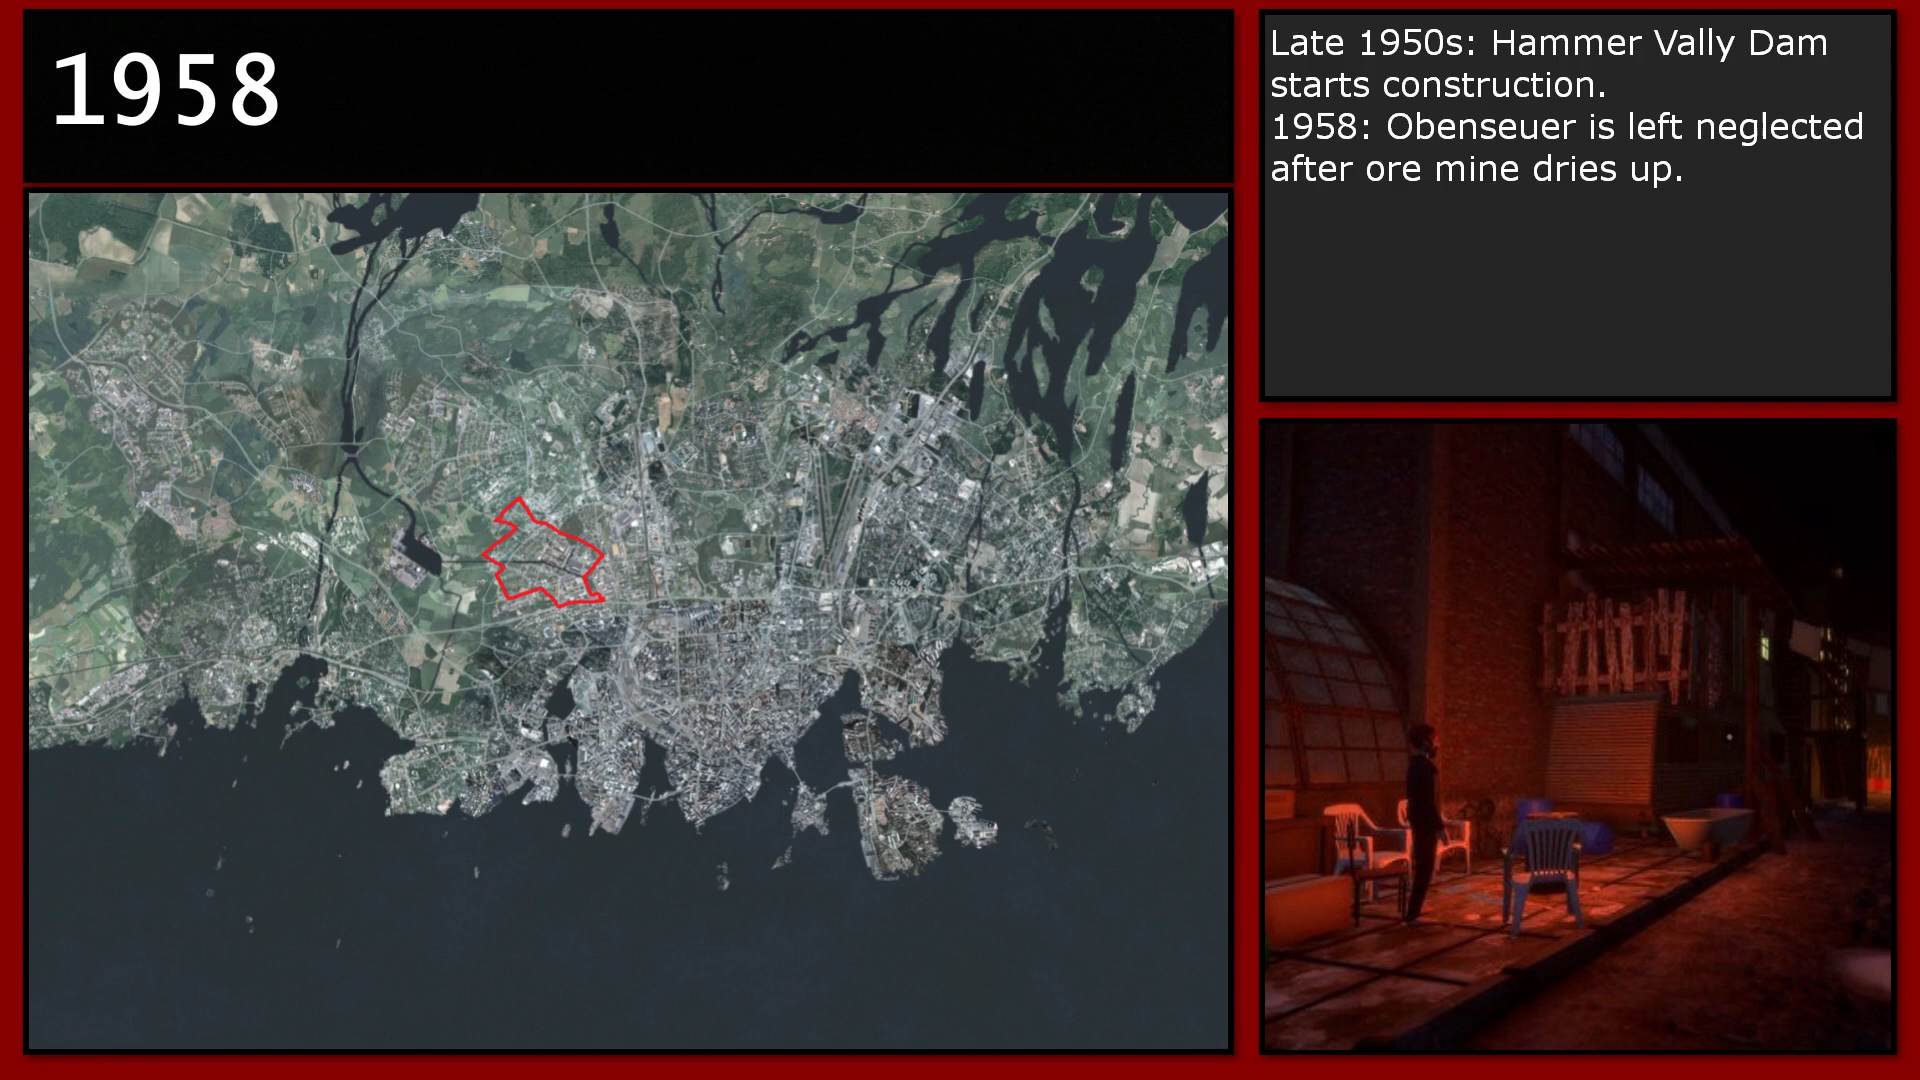 1958
Late 1950s: Hammer Vally Dam
starts construction.
1958: Obenseuer is left neglected
after ore mine dries up.